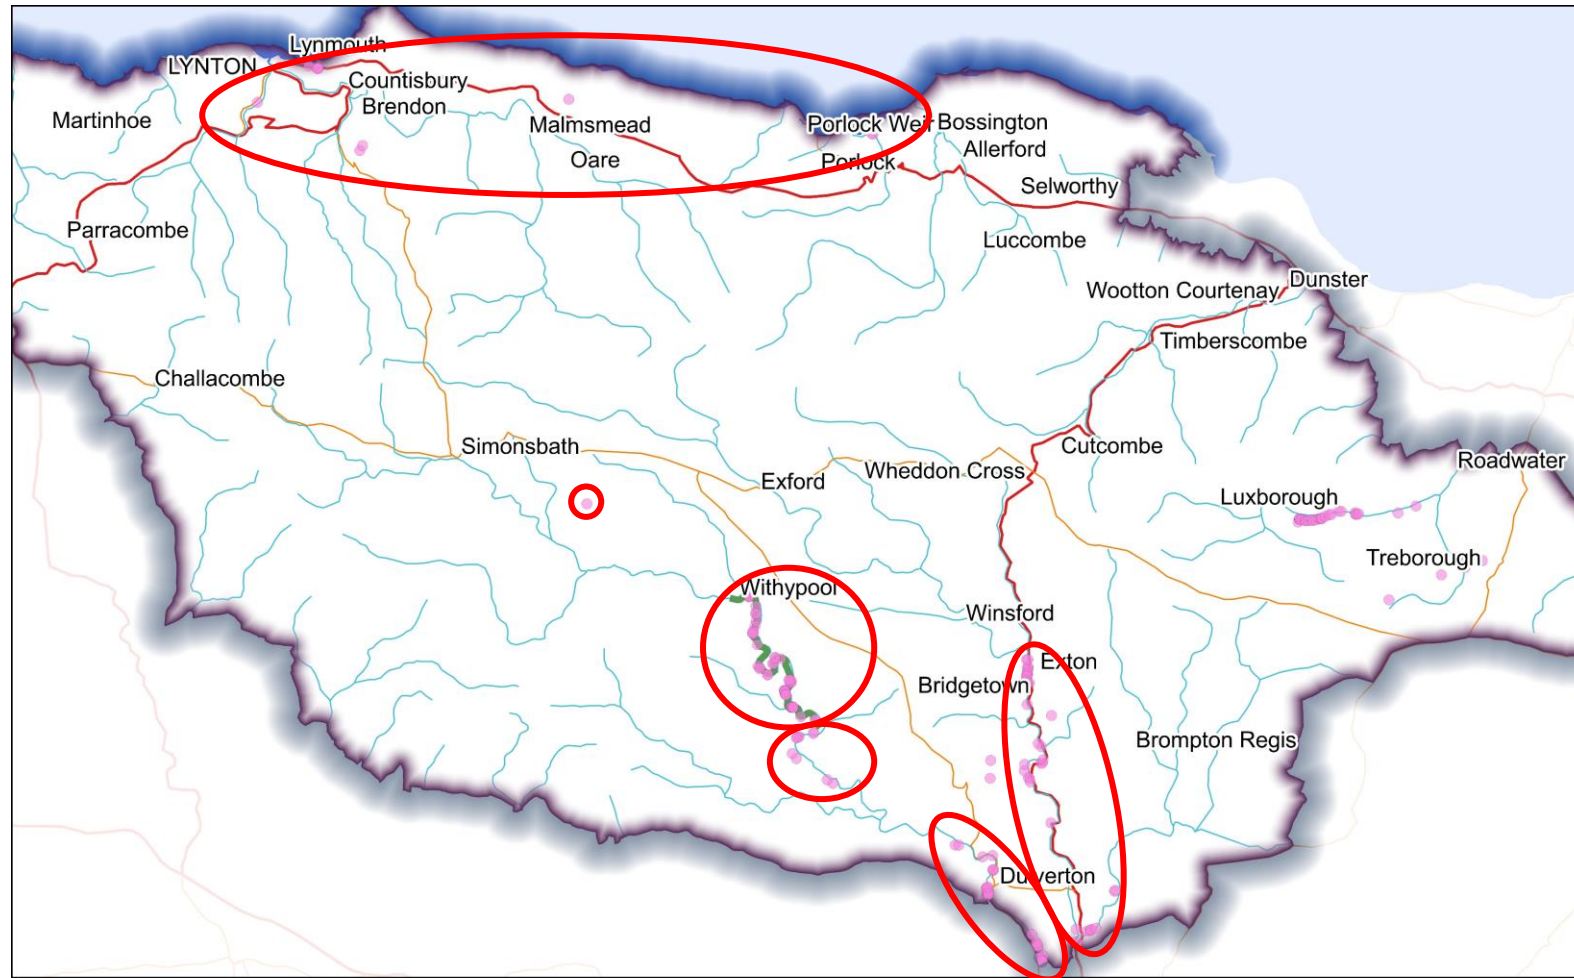 Lynmouth
LYNTON
Countisbury
Brendon
Martinhoe
Malmsmead
Porlock Weir
Bossington
Oare
Porlock
Allerford
Selworthy
Parracombe
Luccombe
Wootton Courtenay
Dunster
Timberscombe
Challacombe
Simonsbath
Cutcombe
Exford
Wheddon Cross
Roadwater
Luxborough
Treborough
Withypool
Winsford
Exton
Bridgetown
Brompton Regis
Dulverton